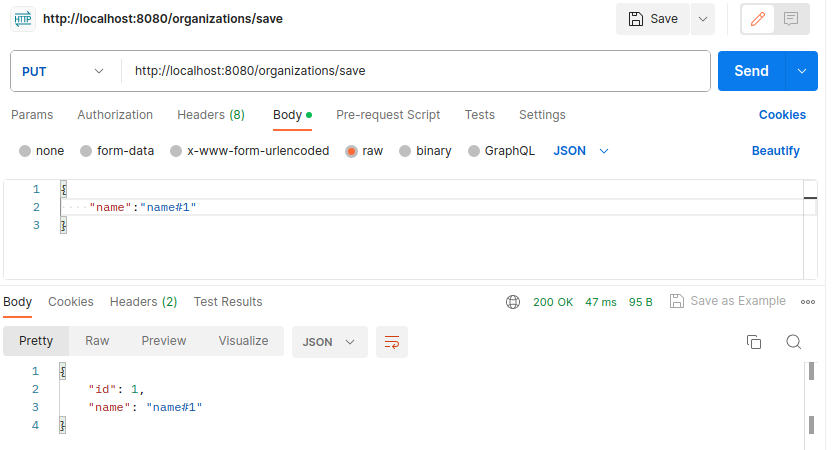 HTTP http://localhost:8080/organizations/save Save
PUT http://localhost:8080/organizations/save Send
Params Authorization Headers (8) Body Pre-request Script Tests Settings Cookies
none form-data x-www-form-urlencoded raw binary GraphQL JSON Beautify
1 {
2 ····"name":"name#1"
3 }
Body Cookies Headers (2) Test Results 200 OK 47 ms 95 B Save as Example
Pretty Raw Preview Visualize JSON
1 {
2 "id": 1,
3 "name": "name#1"
4 }